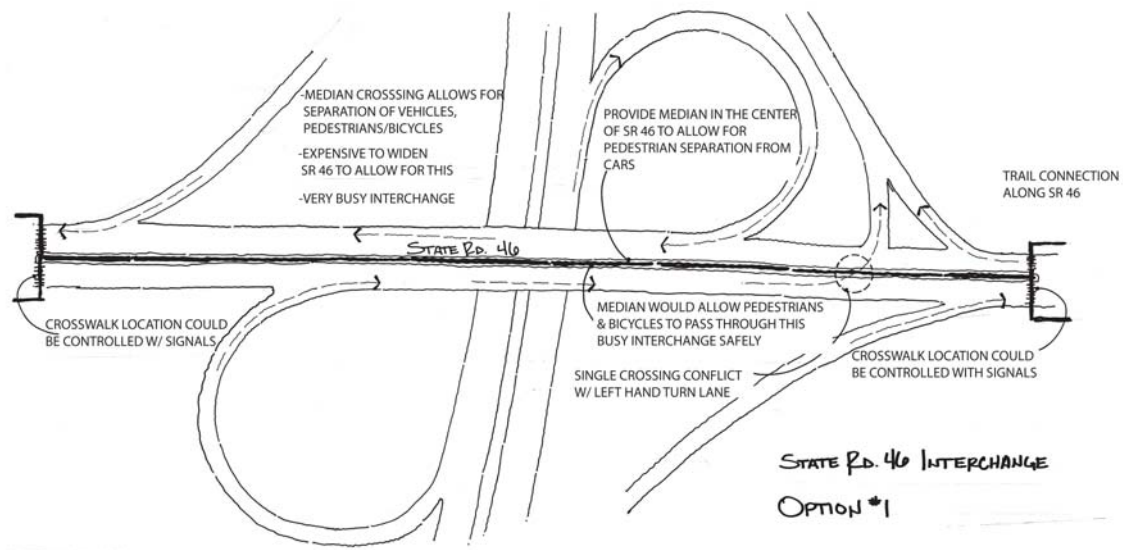 -MEDIAN CROSSSING ALLOWS FOR
SEPARATION OF VEHICLES,
PEDESTRIANS/BICYCLES
-EXPENSIVE TO WIDEN
SR 46 TO ALLOW FOR THIS
-VERY BUSY INTERCHANGE
PROVIDE MEDIAN IN THE CENTER
OF SR 46 TO ALLOW FOR
PEDESTRIAN SEPARATION FROM
CARS
TRAIL CONNECTION
ALONG SR 46
STATE RD. 46
CROSSWALK LOCATION COULD
BE CONTROLLED W/ SIGNALS
MEDIAN WOULD ALLOW PEDESTRIANS
& BICYCLES TO PASS THROUGH THIS
BUSY INTERCHANGE SAFELY
SINGLE CROSSING CONFLICT
W/ LEFT HAND TURN LANE
CROSSWALK LOCATION COULD
BE CONTROLLED WITH SIGNALS
STATE RD. 46 INTERCHANGE
OPTION #1